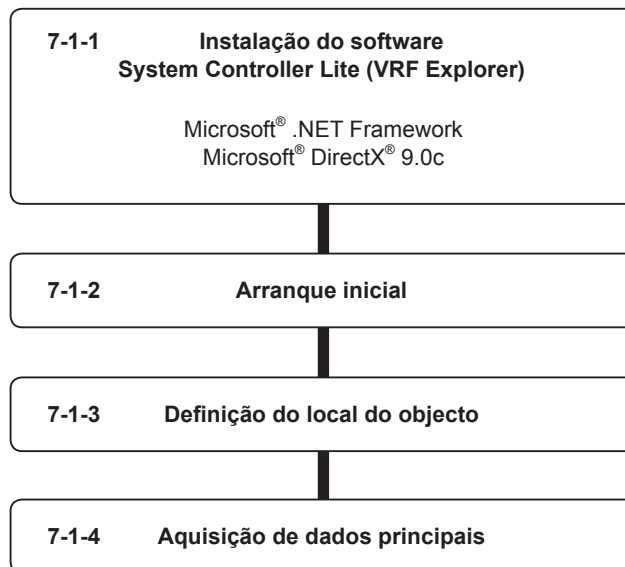 7-1-1 Instalação do software
System Controller Lite (VRF Explorer)
Microsoft® .NET Framework
Microsoft® DirectX® 9.0c
7-1-2 Arranque inicial
7-1-3 Definição do local do objecto
7-1-4 Aquisição de dados principais